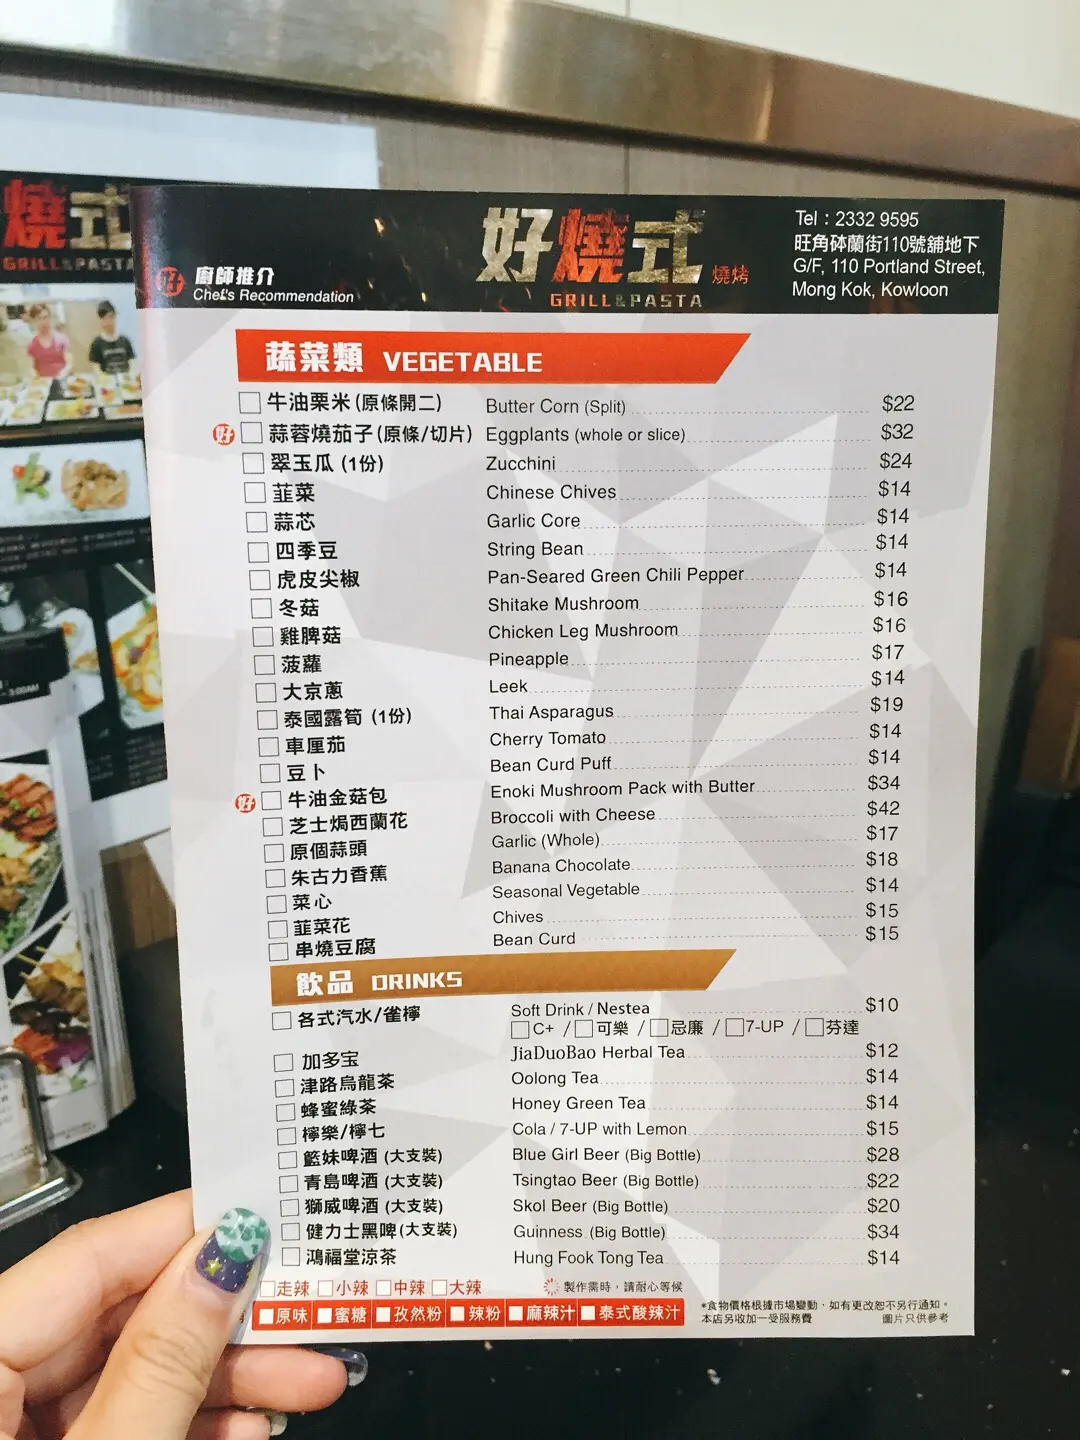 燒式
GRILL&PASTA
好燒式 燒烤
GRILL&PASTA
Tel : 2332 9595
旺角砵蘭街110號舖地下
G/F, 110 Portland Street,
Mong Kok, Kowloon
好 廚師推介
Chef's Recommendation
蔬菜類 VEGETABLE
牛油粟米 (原條開二) Butter Corn (Split) $22
好 蒜蓉燒茄子 (原條/切片) Eggplants (whole or slice) $32
翠玉瓜 (1份) Zucchini $24
韮菜 Chinese Chives $14
蒜芯 Garlic Core $14
四季豆 String Bean $14
虎皮尖椒 Pan-Seared Green Chili Pepper $14
冬菇 Shitake Mushroom $16
雞脾菇 Chicken Leg Mushroom $16
菠蘿 Pineapple $17
大京蔥 Leek $14
泰國露筍 (1份) Thai Asparagus $19
車厘茄 Cherry Tomato $14
豆卜 Bean Curd Puff $14
好 牛油金菇包 Enoki Mushroom Pack with Butter $34
芝士焗西蘭花 Broccoli with Cheese $42
原個蒜頭 Garlic (Whole) $17
朱古力香蕉 Banana Chocolate $18
菜心 Seasonal Vegetable $14
韮菜花 Chives $15
串燒豆腐 Bean Curd $15
飲品 DRINKS
各式汽水/雀檸 Soft Drink / Nestea $10
C+ / 可樂 / 忌廉 / 7-UP / 芬達
加多宝 JiaDuoBao Herbal Tea $12
津路烏龍茶 Oolong Tea $14
蜂蜜綠茶 Honey Green Tea $14
檸樂/檸七 Cola / 7-UP with Lemon $15
籃妹啤酒 (大支裝) Blue Girl Beer (Big Bottle) $28
青島啤酒 (大支裝) Tsingtao Beer (Big Bottle) $22
獅威啤酒 (大支裝) Skol Beer (Big Bottle) $20
健力士黑啤 (大支裝) Guinness (Big Bottle) $34
鴻福堂涼茶 Hung Fook Tong Tea $14
走辣 小辣 中辣 大辣
製作需時，請耐心等候
原味 蜜糖 孜然粉 辣粉 麻辣汁 泰式酸辣汁
*食物價格根據市場變動，如有更改恕不另行通知。
本店另收加一受服務費 圖片只供參考